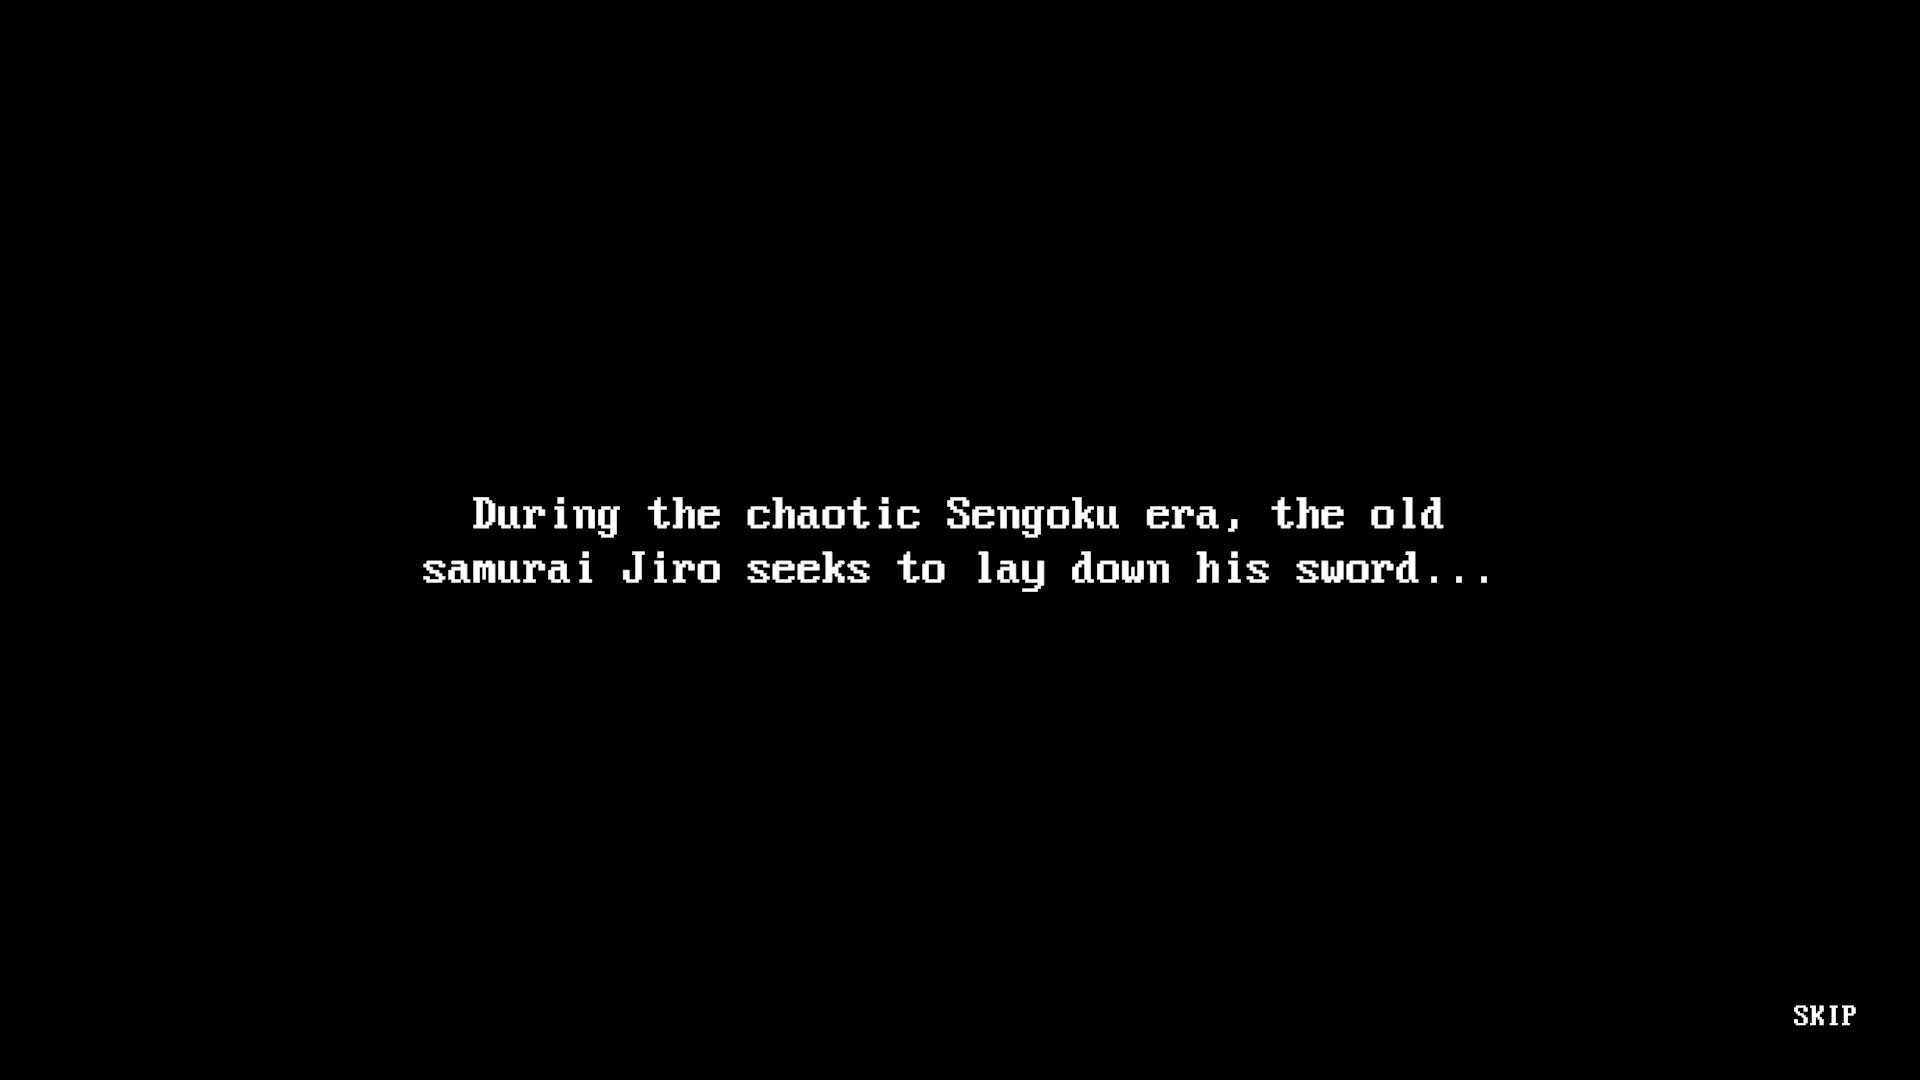 During the chaotic Sengoku era, the old
samurai Jiro seeks to lay down his sword...
SKIP